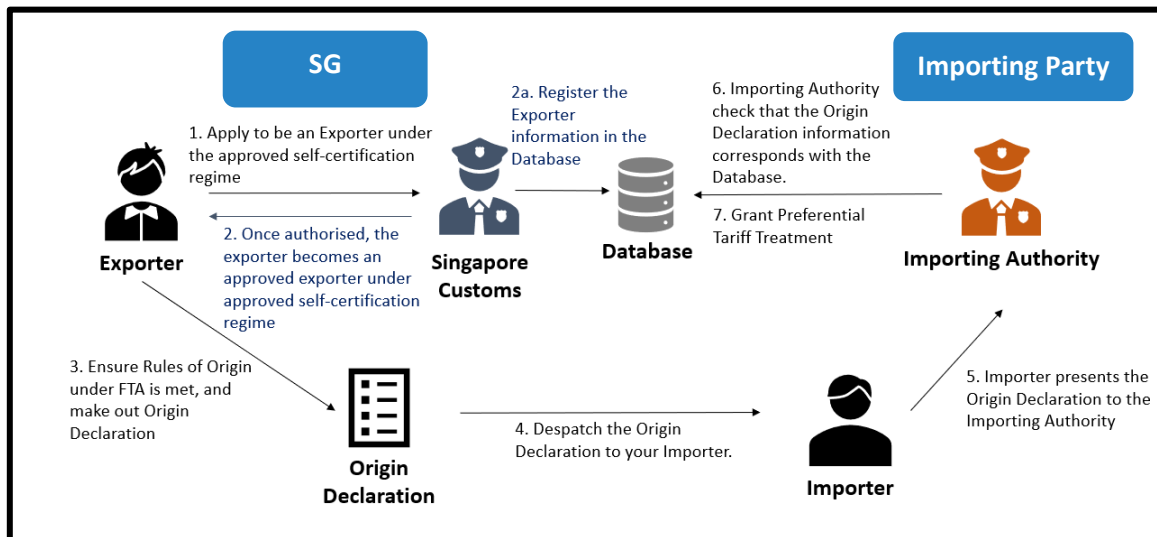 SG
Importing Party
1. Apply to be an Exporter under
the approved self-certification
regime
2a. Register the
Exporter
information in the
Database
6. Importing Authority
check that the Origin
Declaration information
corresponds with the
Database.
7. Grant Preferential
Tariff Treatment
Exporter
2. Once authorised, the
exporter becomes an
approved exporter under
approved self-certification
regime
Singapore
Customs
Database
Importing Authority
3. Ensure Rules of Origin
under FTA is met, and
make out Origin
Declaration
Origin
Declaration
4. Despatch the Origin
Declaration to your Importer.
Importer
5. Importer presents the
Origin Declaration to the
Importing Authority